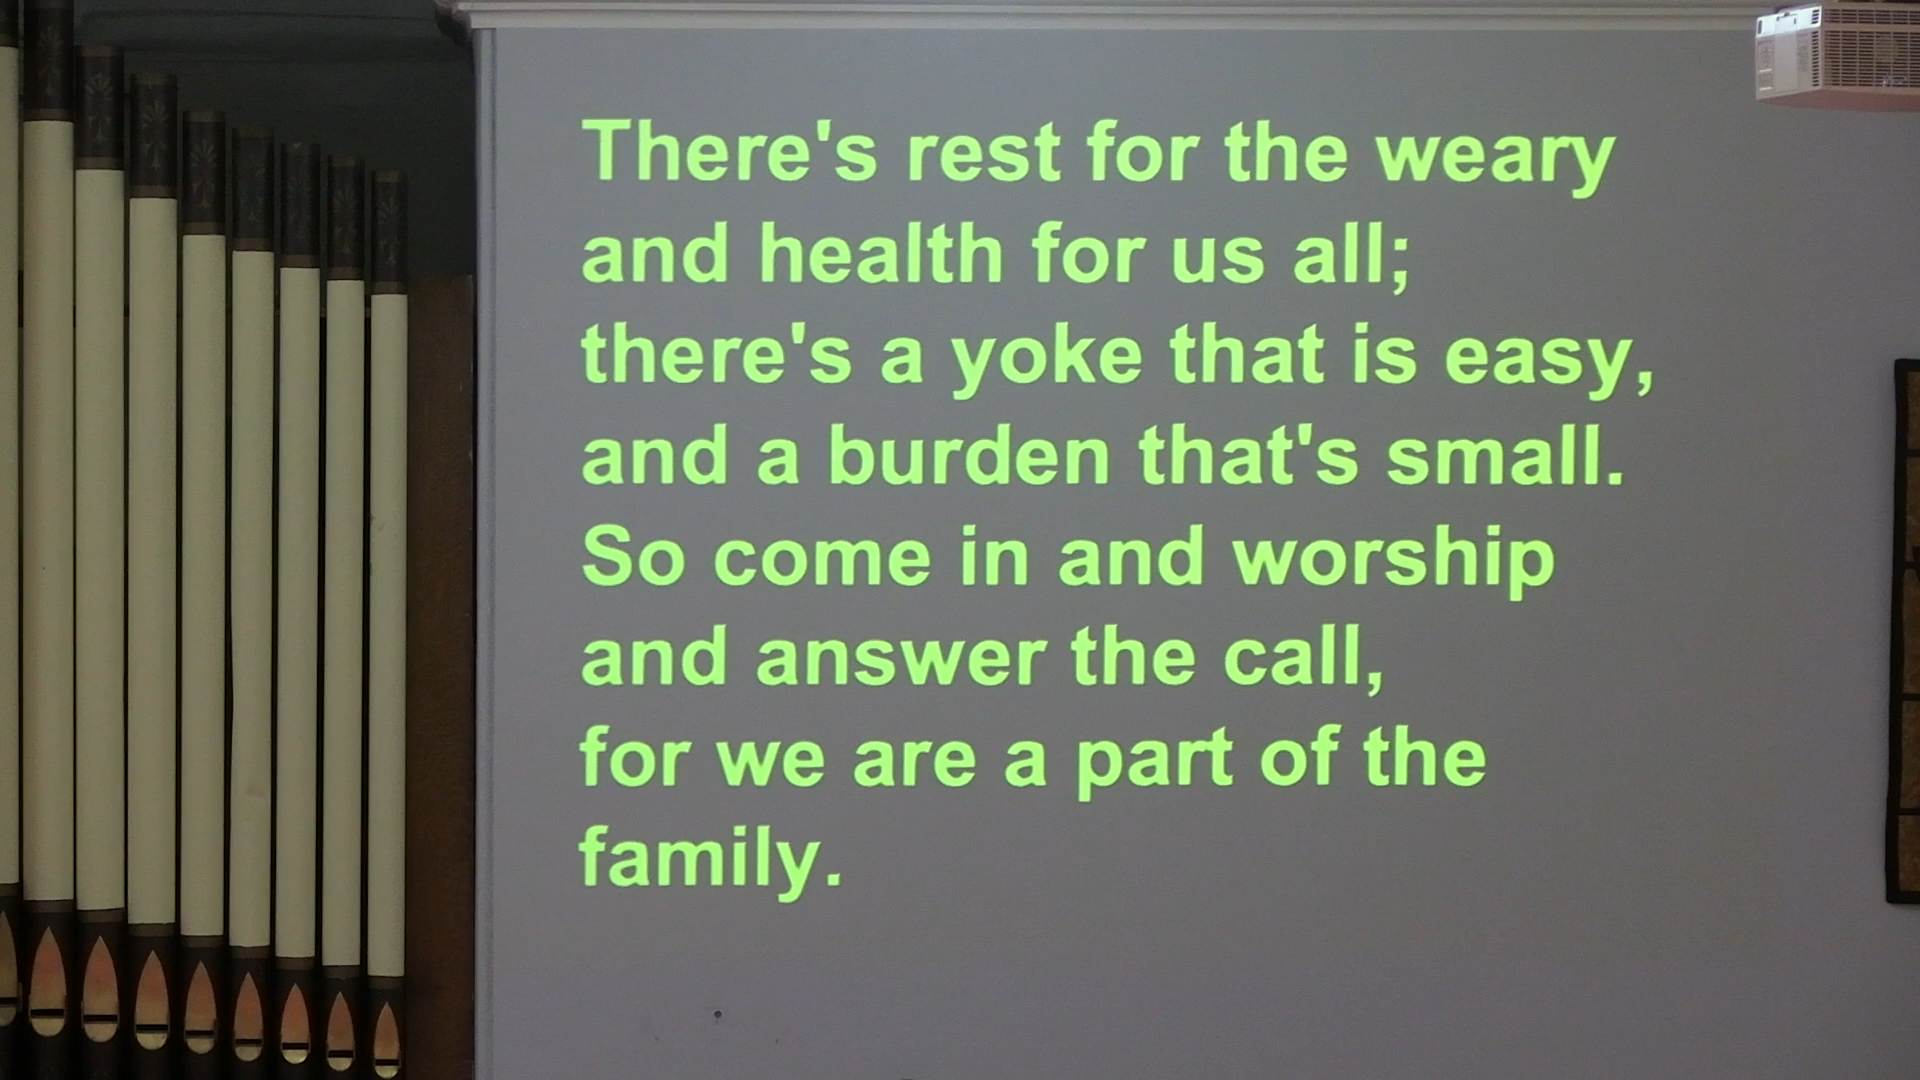 There's rest for the weary
and health for us all;
there's a yoke that is easy,
and a burden that's small.
So come in and worship
and answer the call,
for we are a part of the
family.